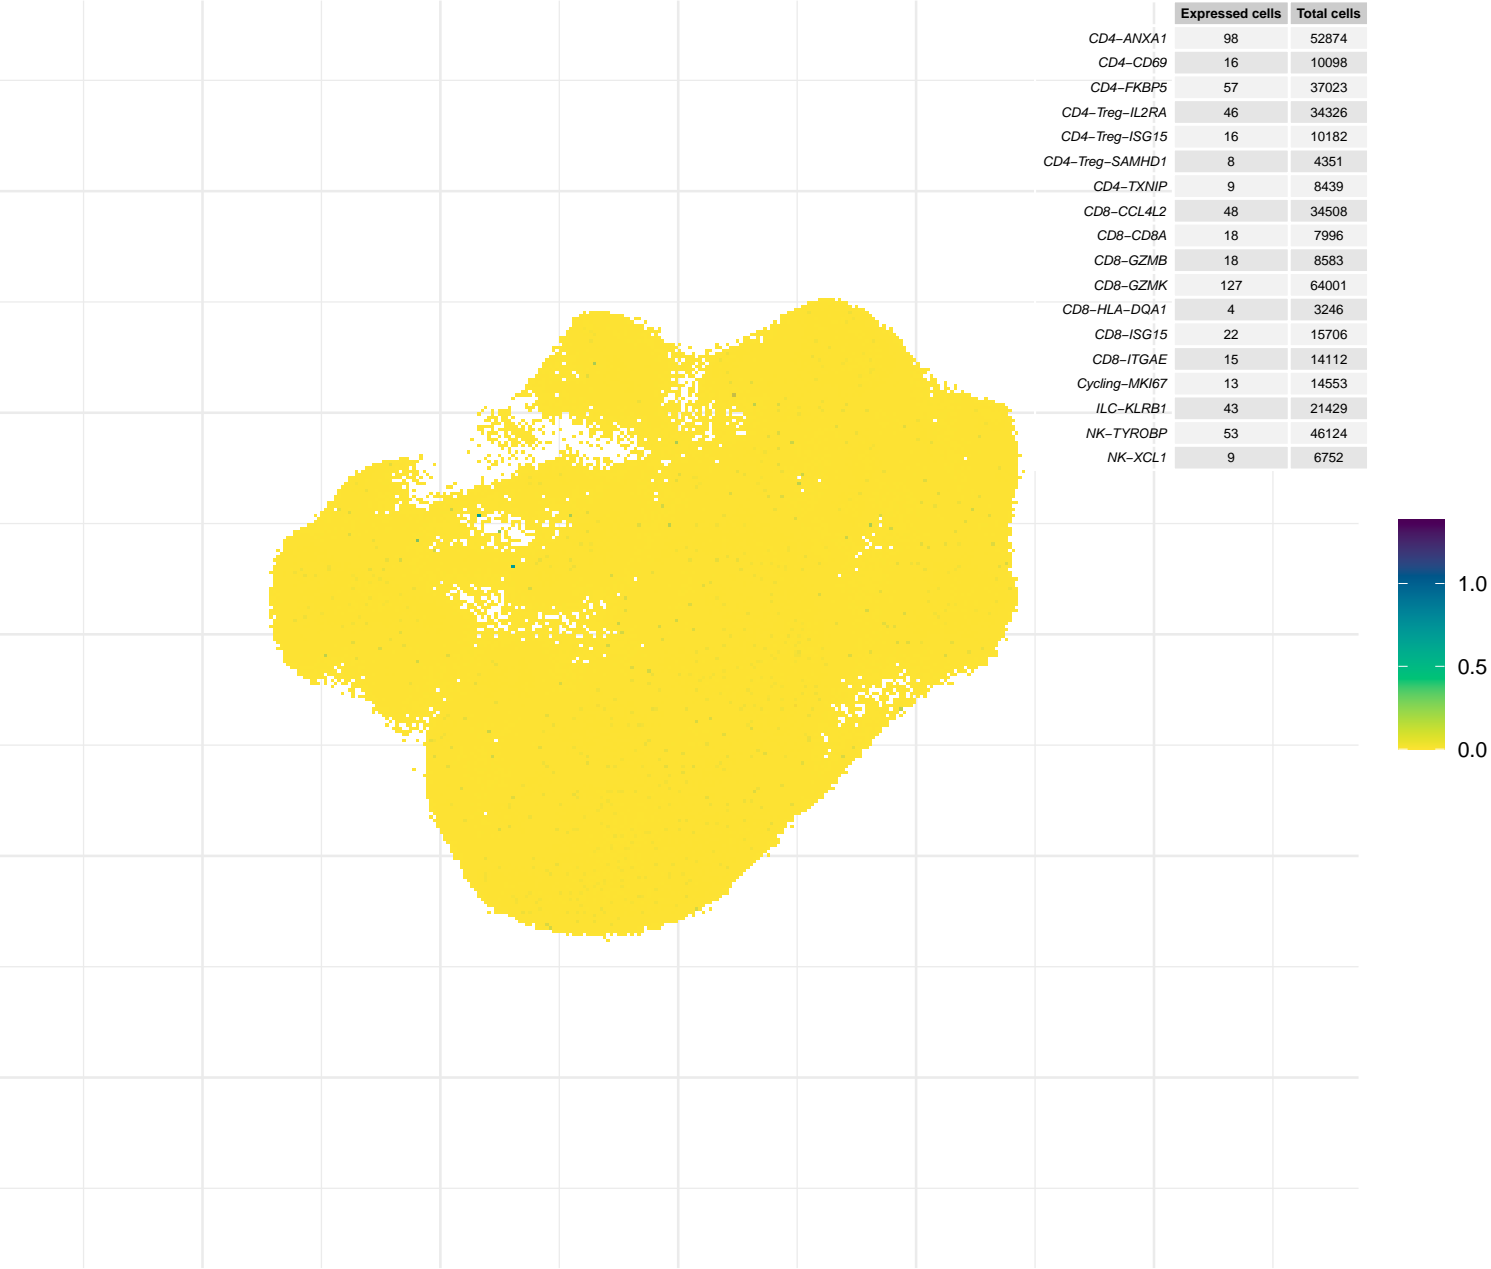 Expressed cells Total cells
CD4−ANXA1 98 52874
CD4−CD69 16 10098
CD4−FKBP5 57 37023
CD4−Treg−IL2RA 46 34326
CD4−Treg−ISG15 16 10182
CD4−Treg−SAMHD1 8 4351
CD4−TXNIP 9 8439
CD8−CCL4L2 48 34508
CD8−CD8A 18 7996
CD8−GZMB 18 8583
CD8−GZMK 127 64001
CD8−HLA−DQA1 4 3246
CD8−ISG15 22 15706
CD8−ITGAE 15 14112
Cycling−MKI67 13 14553
ILC−KLRB1 43 21429
NK−TYROBP 53 46124
NK−XCL1 9 6752
1.0
0.5
0.0